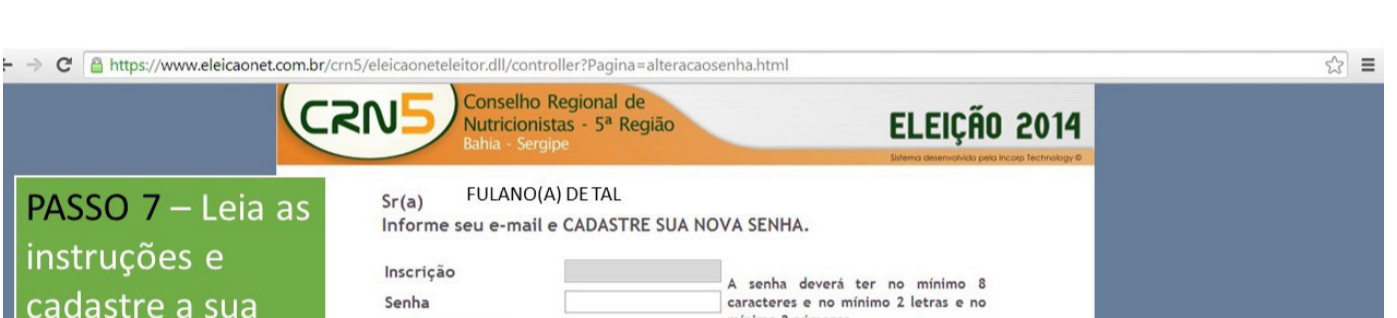 https://www.eleicaonet.com.br/crn5/eleicaoneteleitor.dll/controller?Pagina=alteracaosenha.html
CRN5
Conselho Regional de
Nutricionistas - 5ª Região
Bahia - Sergipe
ELEIÇÃO 2014
Sistema desenvolvido pela Incorp Technology ©
PASSO 7 – Leia as
instruções e
cadastre a sua
Sr(a) FULANO(A) DE TAL
Informe seu e-mail e CADASTRE SUA NOVA SENHA.
Inscrição
Senha
A senha deverá ter no mínimo 8
caracteres e no mínimo 2 letras e no